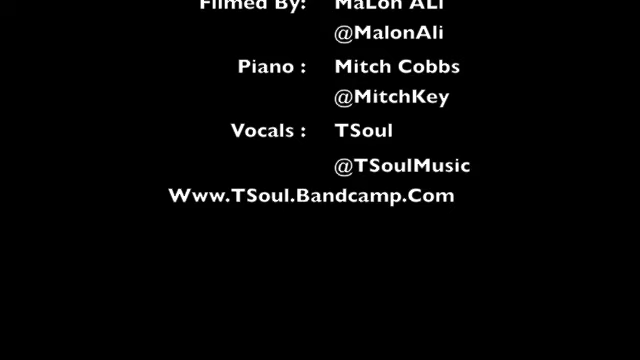 Filmed By: MaLon ALi
@MalonAli
Piano : Mitch Cobbs
@MitchKey
Vocals : TSoul
@TSoulMusic
Www.TSoul.Bandcamp.Com